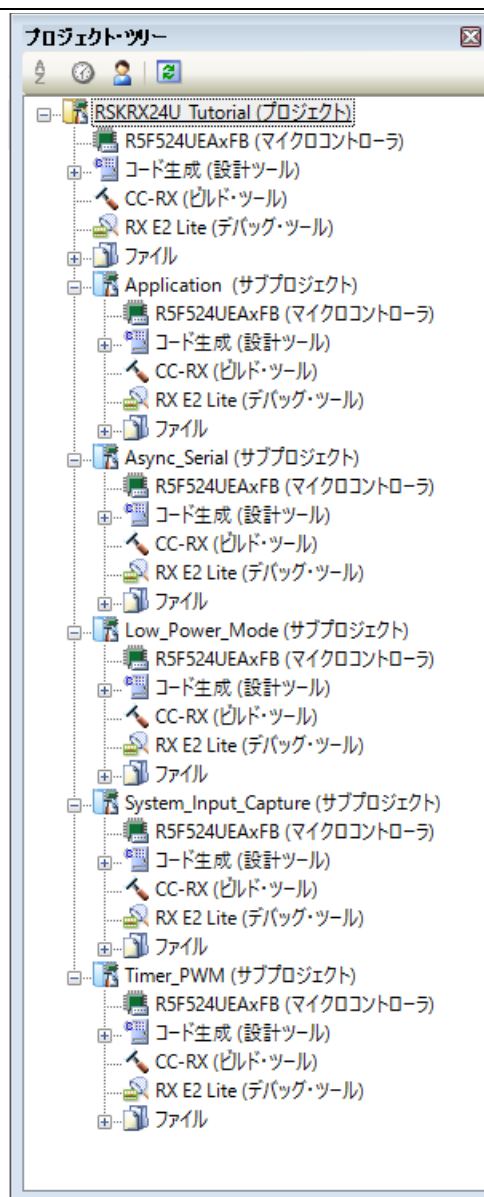 プロジェクト・ツリー
RSKRX24U_Tutorial (プロジェクト)
R5F524UEAxFB (マイクロコントローラ)
コード生成 (設計ツール)
CC-RX (ビルド・ツール)
RX E2 Lite (デバッグ・ツール)
ファイル
Application (サブプロジェクト)
R5F524UEAxFB (マイクロコントローラ)
コード生成 (設計ツール)
CC-RX (ビルド・ツール)
RX E2 Lite (デバッグ・ツール)
ファイル
Async_Serial (サブプロジェクト)
R5F524UEAxFB (マイクロコントローラ)
コード生成 (設計ツール)
CC-RX (ビルド・ツール)
RX E2 Lite (デバッグ・ツール)
ファイル
Low_Power_Mode (サブプロジェクト)
R5F524UEAxFB (マイクロコントローラ)
コード生成 (設計ツール)
CC-RX (ビルド・ツール)
RX E2 Lite (デバッグ・ツール)
ファイル
System_Input_Capture (サブプロジェクト)
R5F524UEAxFB (マイクロコントローラ)
コード生成 (設計ツール)
CC-RX (ビルド・ツール)
RX E2 Lite (デバッグ・ツール)
ファイル
Timer_PWM (サブプロジェクト)
R5F524UEAxFB (マイクロコントローラ)
コード生成 (設計ツール)
CC-RX (ビルド・ツール)
RX E2 Lite (デバッグ・ツール)
ファイル